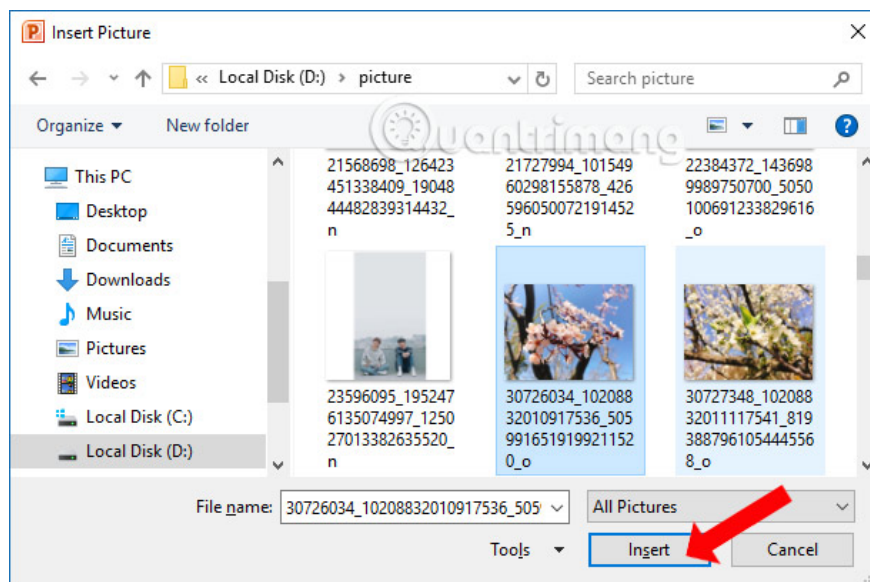 Insert Picture
« Local Disk (D:) › picture
Search picture
Organize
New folder
Quantrimang
This PC
Desktop
Documents
Downloads
Music
Pictures
Videos
Local Disk (C:)
Local Disk (D:)
21568698_126423
451338409_19048
44482839314432_
n
21727994_101549
60298155878_426
596050072191452
5_n
22384372_143698
9989750700_5050
100691233829616
_o
23596095_195247
6135074997_1250
27013382635520_
n
30726034_102088
32010917536_505
991651919921152
0_o
30727348_102088
32011117541_819
388796105444556
8_o
File name:
30726034_10208832010917536_505
All Pictures
Tools
Insert
Cancel